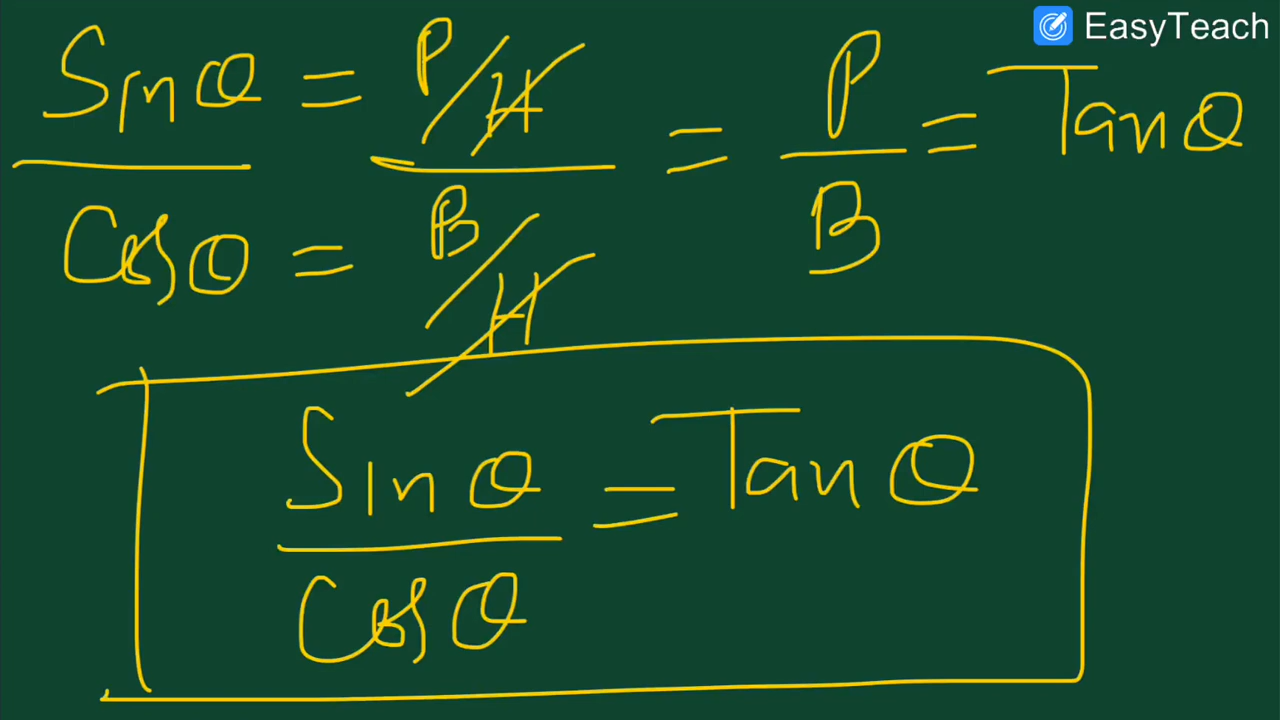 EasyTeach
Sinθ = P/H = P = Tanθ
Cosθ = B/H B
Sinθ = Tanθ
Cosθ